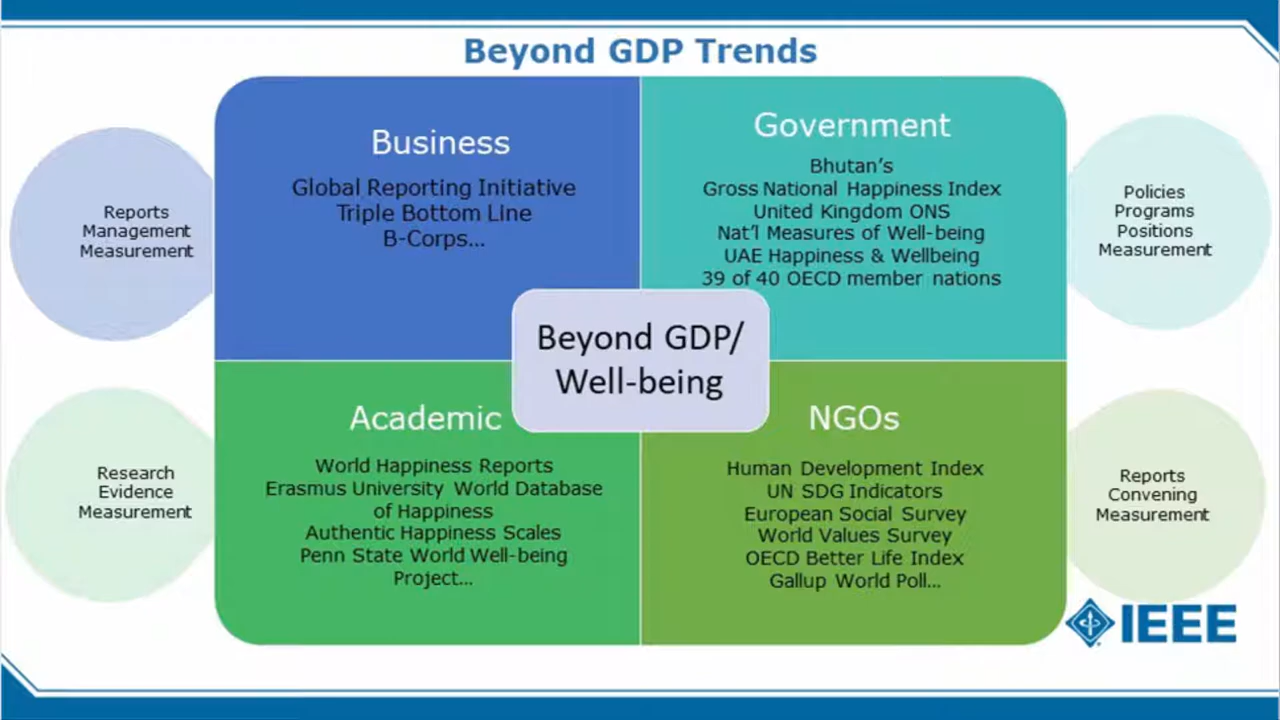 Beyond GDP Trends
Business
Global Reporting Initiative
Triple Bottom Line
B-Corps...
Government
Bhutan's
Gross National Happiness Index
United Kingdom ONS
Nat'l Measures of Well-being
UAE Happiness & Wellbeing
39 of 40 OECD member nations
Reports
Management
Measurement
Policies
Programs
Positions
Measurement
Beyond GDP/
Well-being
Academic
World Happiness Reports
Erasmus University World Database
of Happiness
Authentic Happiness Scales
Penn State World Well-being
Project...
NGOs
Human Development Index
UN SDG Indicators
European Social Survey
World Values Survey
OECD Better Life Index
Gallup World Poll...
Research
Evidence
Measurement
Reports
Convening
Measurement
IEEE